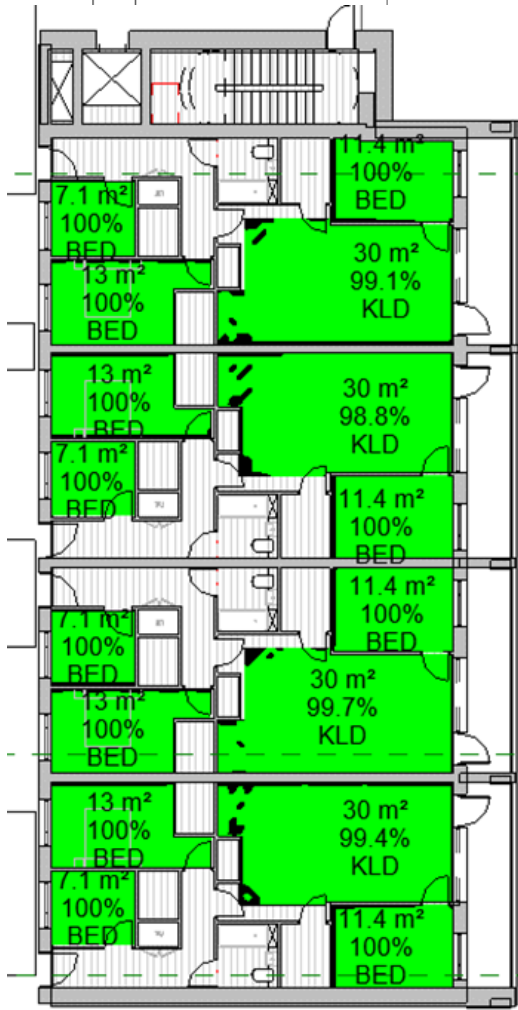 11.4 m²
100%
BED
7.1 m²
100%
BED
30 m²
99.1%
KLD
13 m²
100%
BED
13 m²
100%
BED
30 m²
98.8%
KLD
7.1 m²
100%
BED
11.4 m²
100%
BED
11.4 m²
100%
BED
7.1 m²
100%
BED
30 m²
99.7%
KLD
13 m²
100%
BED
13 m²
100%
BED
30 m²
99.4%
KLD
7.1 m²
100%
BED
11.4 m²
100%
BED